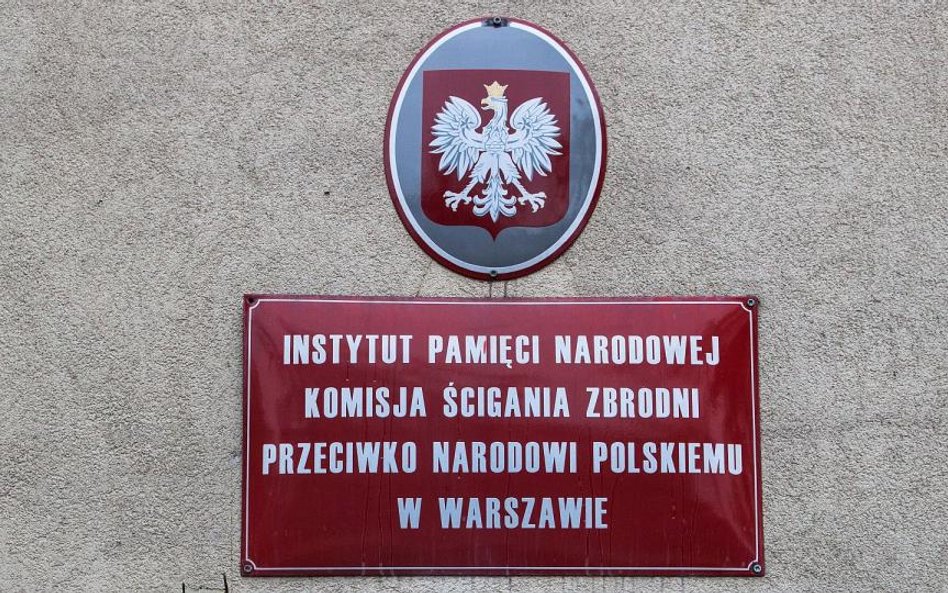 INSTYTUT PAMIĘCI NARODOWEJ
KOMISJA ŚCIGANIA ZBRODNI
PRZECIWKO NARODOWI POLSKIEMU
W WARSZAWIE